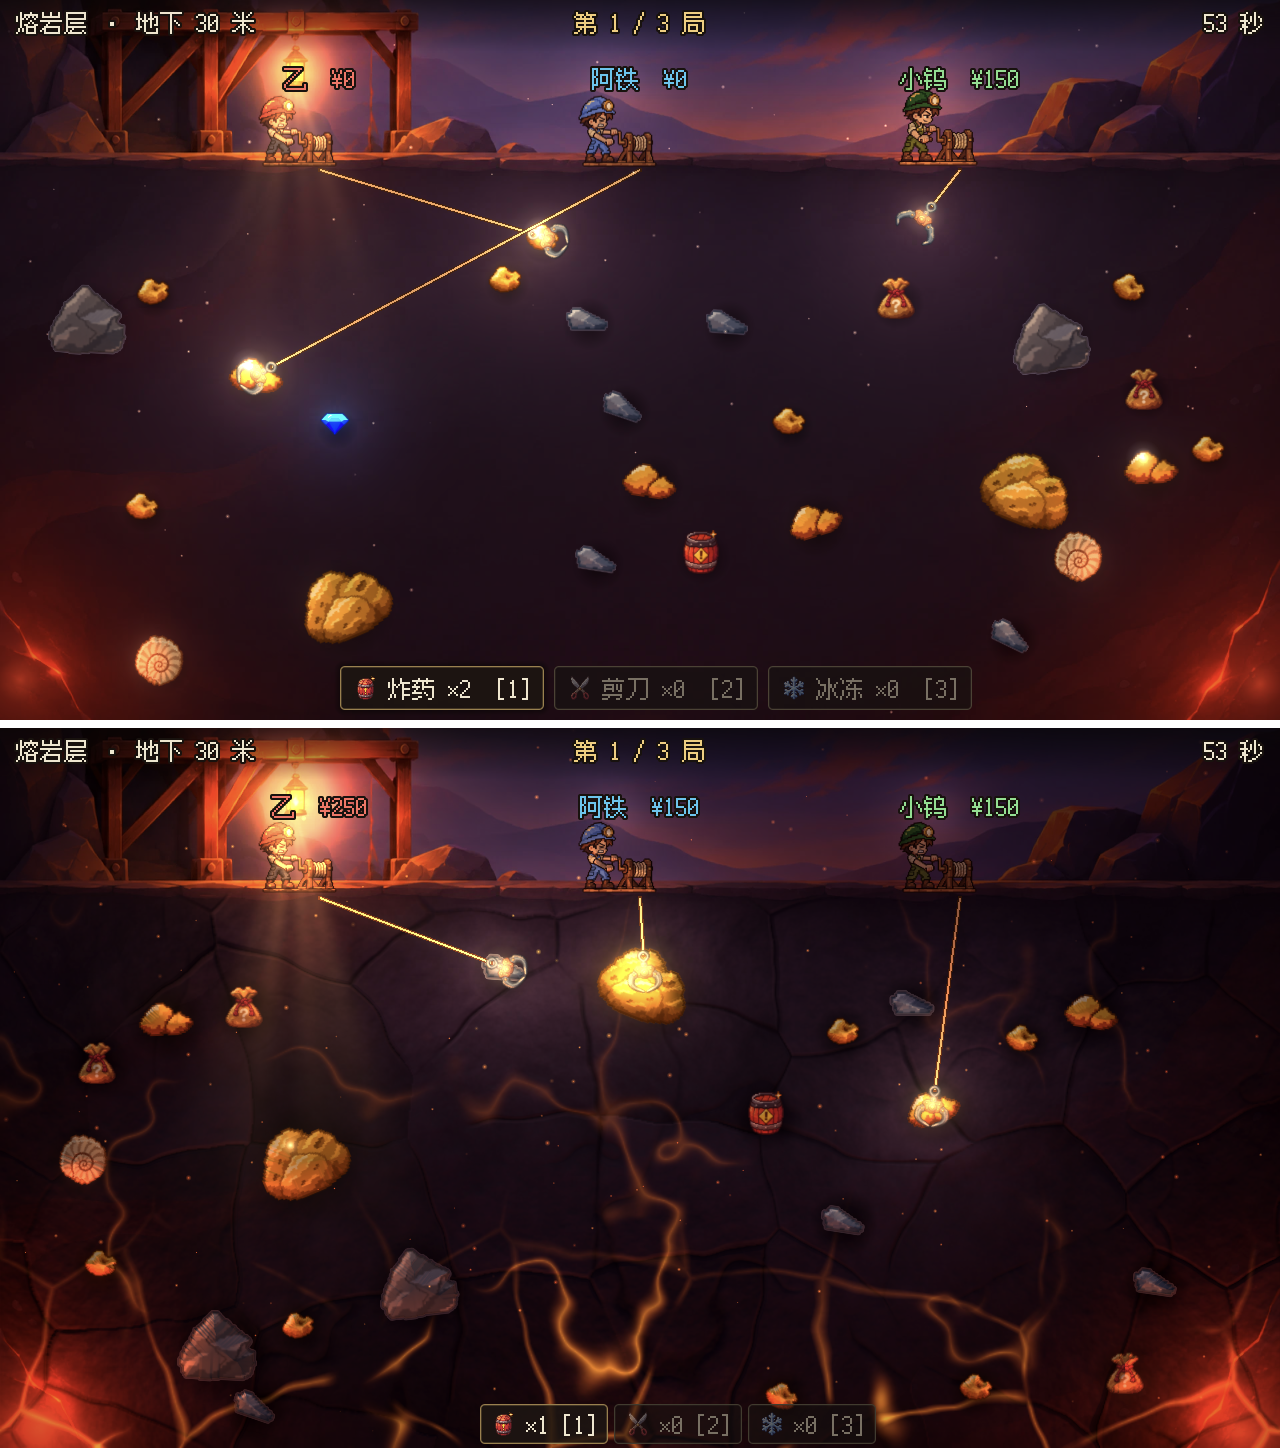 熔岩层 · 地下 30 米
第 1 / 3 局
53 秒
乙 ¥0
阿铁 ¥0
小钨 ¥150
?
?
!
炸药 ×2 [1]
剪刀 ×0 [2]
冰冻 ×0 [3]
熔岩层 · 地下 30 米
第 1 / 3 局
53 秒
乙 ¥250
阿铁 ¥150
小钨 ¥150
?
?
!
?
×1 [1]
×0 [2]
×0 [3]